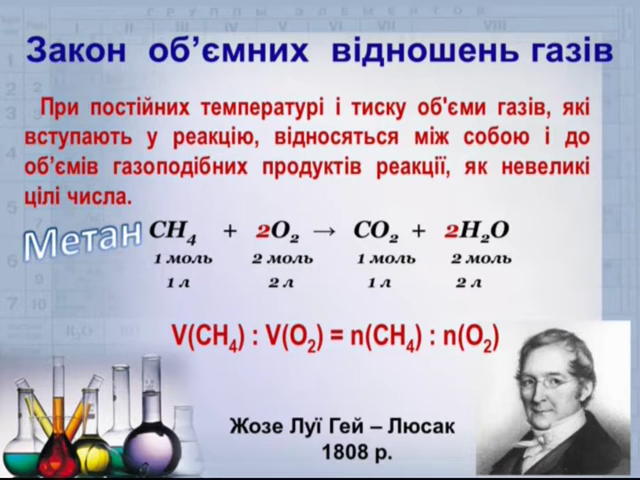 Закон об’ємних відношень газів
При постійних температурі і тиску об'єми газів, які
вступають у реакцію, відносяться між собою і до
об’ємів газоподібних продуктів реакції, як невеликі
цілі числа.
Метан
CH₄ + 2O₂ → CO₂ + 2H₂O
1 моль 2 моль 1 моль 2 моль
1 л 2 л 1 л 2 л
V(CH₄) : V(O₂) = n(CH₄) : n(O₂)
Жозе Луї Гей – Люсак
1808 р.